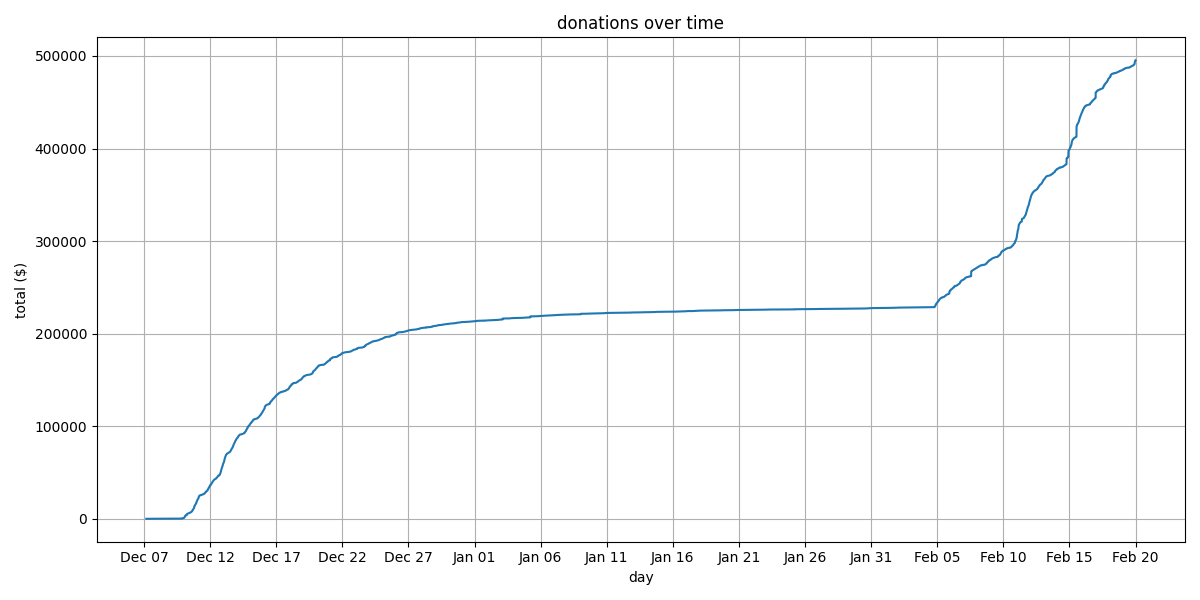 donations over time
total ($)
500000
400000
300000
200000
100000
0
Dec 07 Dec 12 Dec 17 Dec 22 Dec 27 Jan 01 Jan 06 Jan 11 Jan 16 Jan 21 Jan 26 Jan 31 Feb 05 Feb 10 Feb 15 Feb 20
day